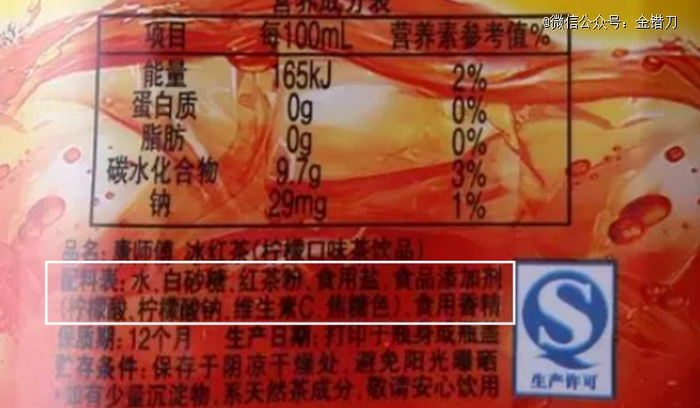 @微信公众号：金错刀
营养成分表
项目 每100mL 营养素参考值%
能量 165kJ 2%
蛋白质 0g 0%
脂肪 0g 0%
碳水化合物 9.7g 3%
钠 29mg 1%
品名：康师傅 冰红茶(柠檬口味茶饮品)
配料表：水、白砂糖、红茶粉、食用盐、食品添加剂
(柠檬酸、柠檬酸钠、维生素C、焦糖色)、食用香精
保质期：12个月 生产日期：打印于瓶身或瓶盖
贮存条件：保存于阴凉干燥处，避免阳光曝晒
如有少量沉淀物，系天然茶成分，敬请安心饮用
生产许可